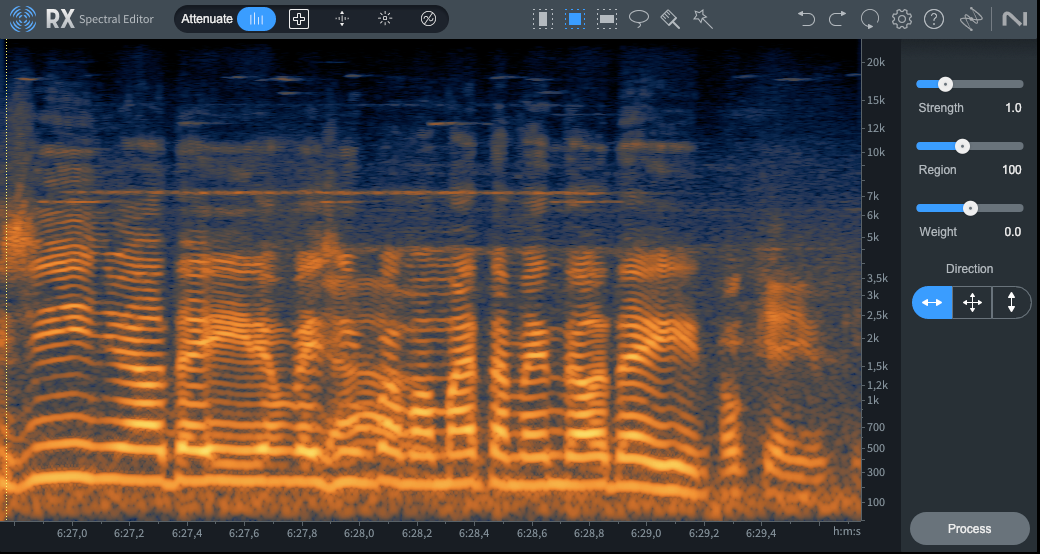 RX Spectral Editor Attenuate
20k
15k
12k
10k
7k
6k
5k
3,5k
3k
2,5k
2k
1,5k
1,2k
1k
700
500
300
100
6:27,0 6:27,2 6:27,4 6:27,6 6:27,8 6:28,0 6:28,2 6:28,4 6:28,6 6:28,8 6:29,0 6:29,2 6:29,4 h:m:s
Strength 1.0
Region 100
Weight 0.0
Direction
Process